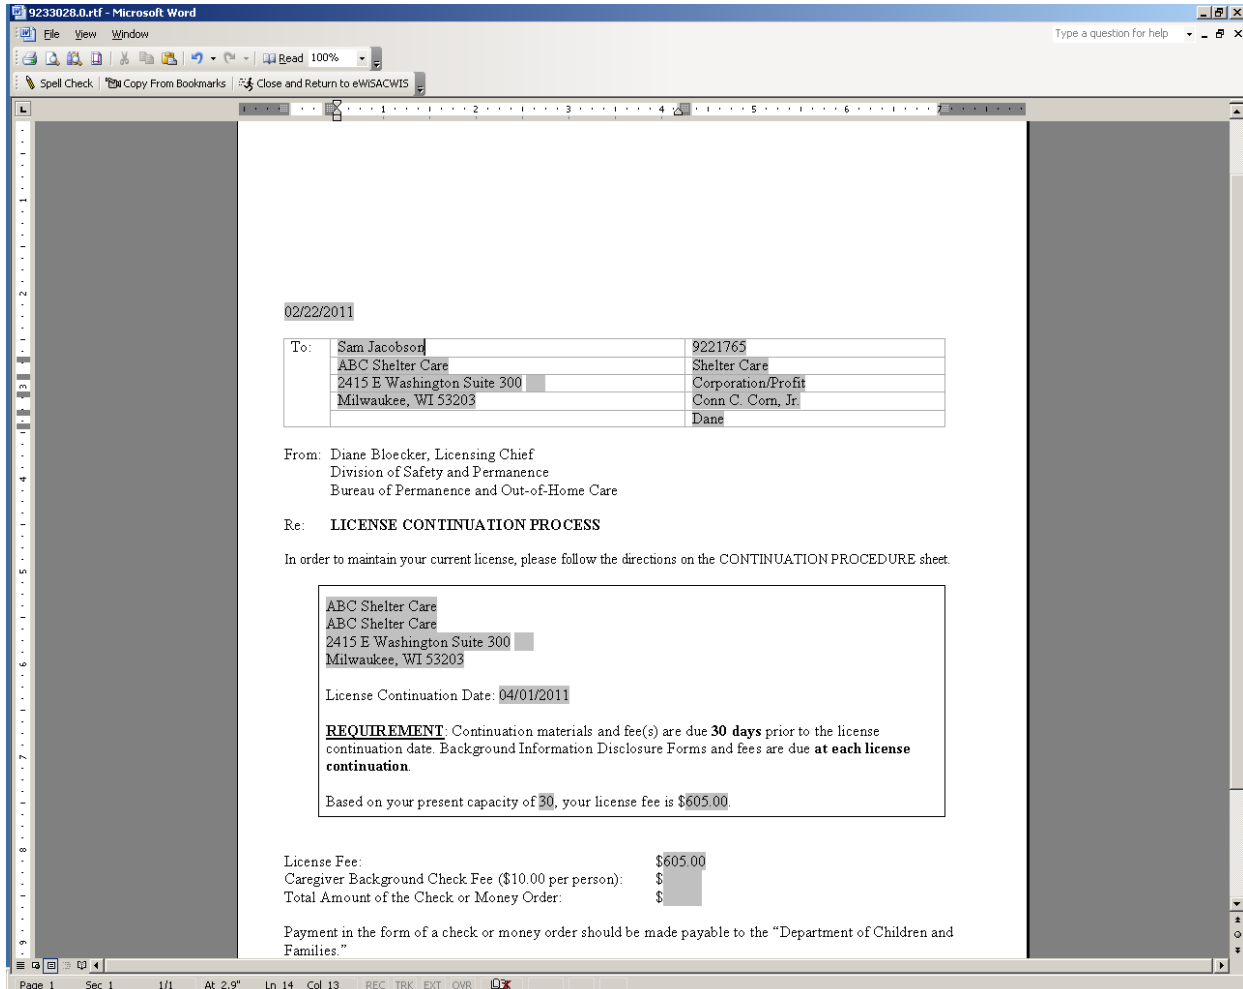 9233028.0.rtf - Microsoft Word
File View Window
Type a question for help
Read 100%
Spell Check Copy From Bookmarks Close and Return to eWiSACWIS
1 2 3 4 5 6 7
02/22/2011
To: Sam Jacobson 9221765
ABC Shelter Care Shelter Care
2415 E Washington Suite 300 Corporation/Profit
Milwaukee, WI 53203 Conn C. Corn, Jr.
Dane
From: Diane Bloecker, Licensing Chief
Division of Safety and Permanence
Bureau of Permanence and Out-of-Home Care
Re: LICENSE CONTINUATION PROCESS
In order to maintain your current license, please follow the directions on the CONTINUATION PROCEDURE sheet.
ABC Shelter Care
ABC Shelter Care
2415 E Washington Suite 300
Milwaukee, WI 53203
License Continuation Date: 04/01/2011
REQUIREMENT: Continuation materials and fee(s) are due 30 days prior to the license
continuation date. Background Information Disclosure Forms and fees are due at each license
continuation.
Based on your present capacity of 30, your license fee is $605.00.
License Fee: $605.00
Caregiver Background Check Fee ($10.00 per person): $
Total Amount of the Check or Money Order: $
Payment in the form of a check or money order should be made payable to the “Department of Children and
Families.”
Page 1 Sec 1 1/1 At 2.9" Ln 14 Col 13 REC TRK EXT OVR